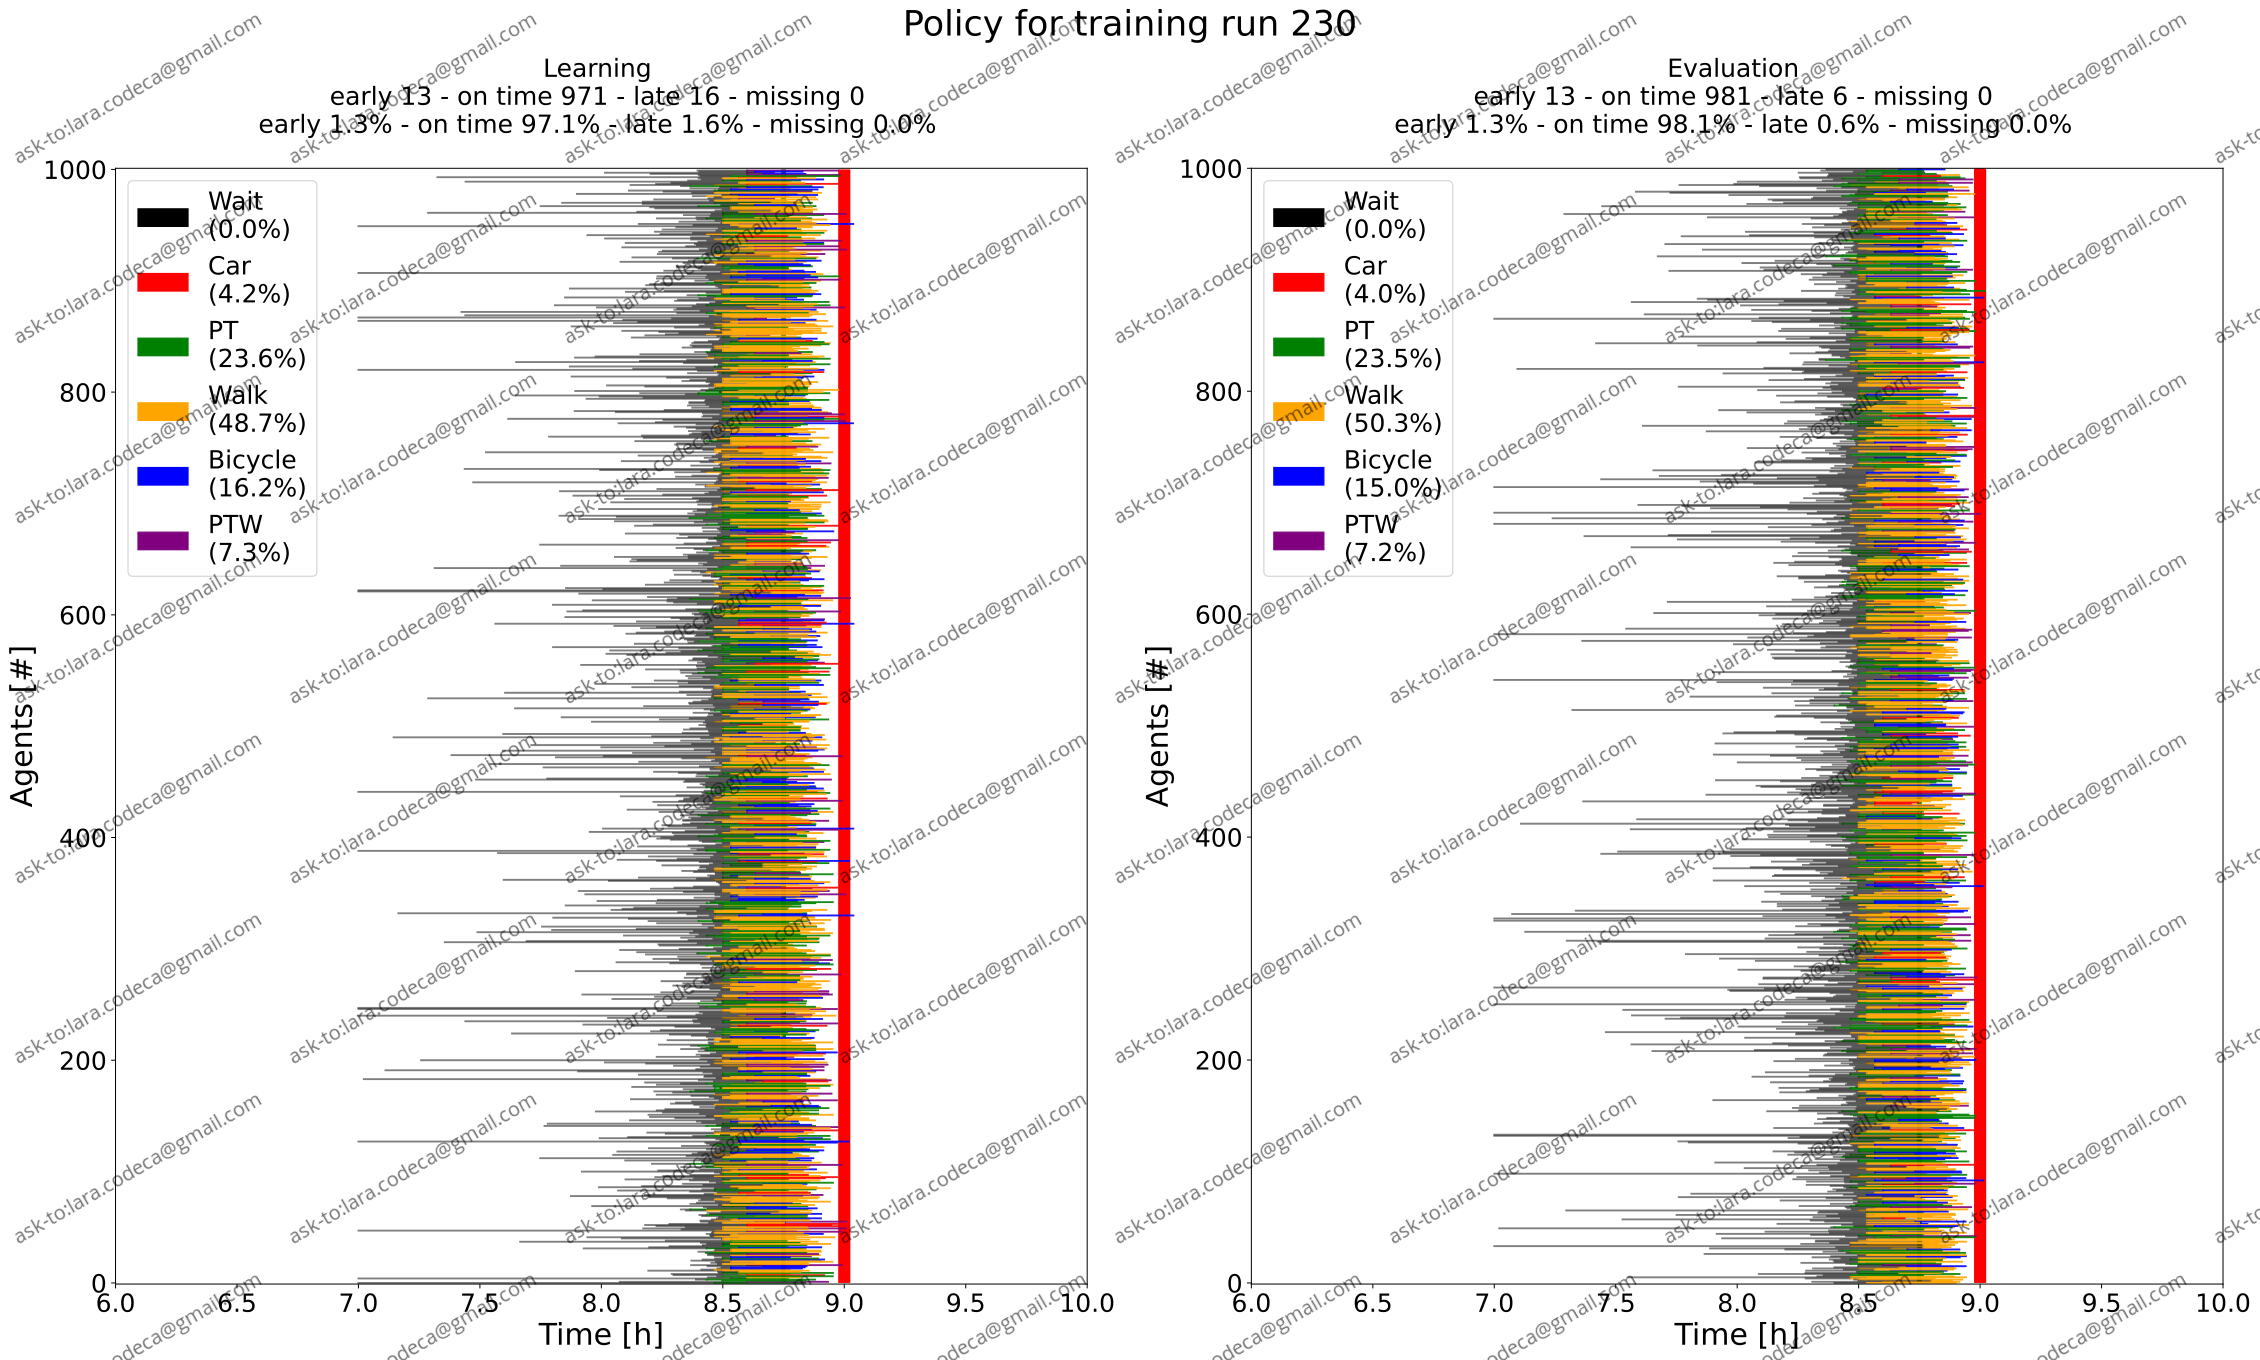 Policy for training run 230
Learning
early 13 - on time 971 - late 16 - missing 0
early 1.3% - on time 97.1% - late 1.6% - missing 0.0%
Agents [#]
1000
800
600
400
200
0
Wait
(0.0%)
Car
(4.2%)
PT
(23.6%)
Walk
(48.7%)
Bicycle
(16.2%)
PTW
(7.3%)
6.0 6.5 7.0 7.5 8.0 8.5 9.0 9.5 10.0
Time [h]
Evaluation
early 13 - on time 981 - late 6 - missing 0
early 1.3% - on time 98.1% - late 0.6% - missing 0.0%
Agents [#]
1000
800
600
400
200
0
Wait
(0.0%)
Car
(4.0%)
PT
(23.5%)
Walk
(50.3%)
Bicycle
(15.0%)
PTW
(7.2%)
6.0 6.5 7.0 7.5 8.0 8.5 9.0 9.5 10.0
Time [h]
ask-to:lara.codeca@gmail.com